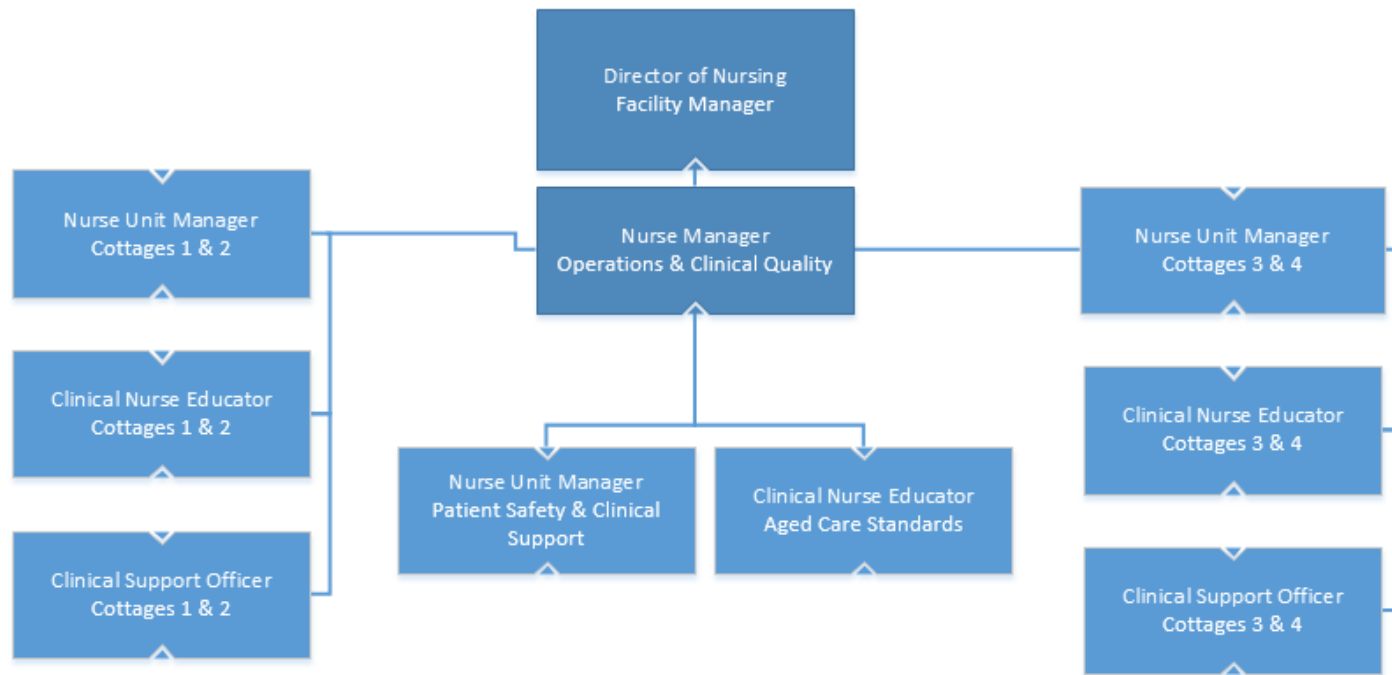 Director of Nursing
Facility Manager
Nurse Manager
Operations & Clinical Quality
Nurse Unit Manager
Cottages 1 & 2
Clinical Nurse Educator
Cottages 1 & 2
Clinical Support Officer
Cottages 1 & 2
Nurse Unit Manager
Patient Safety & Clinical
Support
Clinical Nurse Educator
Aged Care Standards
Nurse Unit Manager
Cottages 3 & 4
Clinical Nurse Educator
Cottages 3 & 4
Clinical Support Officer
Cottages 3 & 4